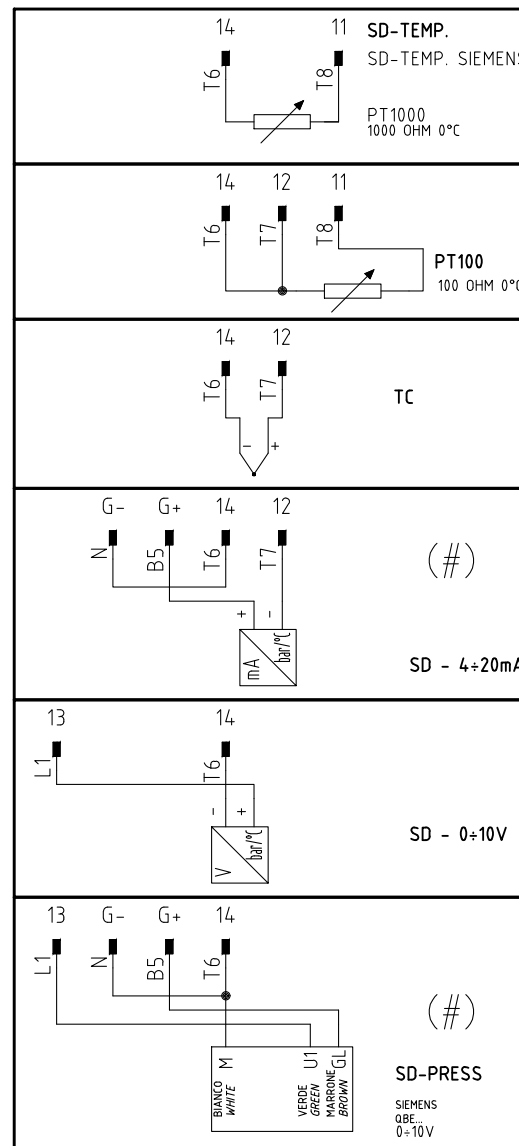 14 11 SD-TEMP.
SD-TEMP. SIEMENS
T6 T8
PT1000
1000 OHM 0°C
14 12 11
T6 T7 T8
PT100
100 OHM 0°C
14 12
T6 T7
TC
- +
G- G+ 14 12
N B5 T6 T7
(#)
+ -
mA bar/°C
SD - 4÷20mA
13 14
L1 T6
- +
V bar/°C
SD - 0÷10V
13 G- G+ 14
L1 N B5 T6
(#)
M U1 GL
BIANCO VERDE MARRONE
WHITE GREEN BROWN
SD-PRESS
SIEMENS
QBE...
0÷10V